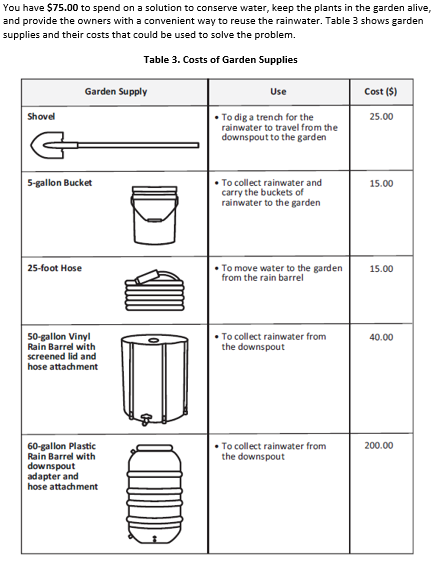 You have $75.00 to spend on a solution to conserve water, keep the plants in the garden alive,
and provide the owners with a convenient way to reuse the rainwater. Table 3 shows garden
supplies and their costs that could be used to solve the problem.
Table 3. Costs of Garden Supplies
Garden Supply Use Cost ($)
Shovel
• To dig a trench for the
rainwater to travel from the
downspout to the garden
25.00
5-gallon Bucket
• To collect rainwater and
carry the buckets of
rainwater to the garden
15.00
25-foot Hose
• To move water to the garden
from the rain barrel
15.00
50-gallon Vinyl
Rain Barrel with
screened lid and
hose attachment
• To collect rainwater from
the downspout
40.00
60-gallon Plastic
Rain Barrel with
downspout
adapter and
hose attachment
• To collect rainwater from
the downspout
200.00